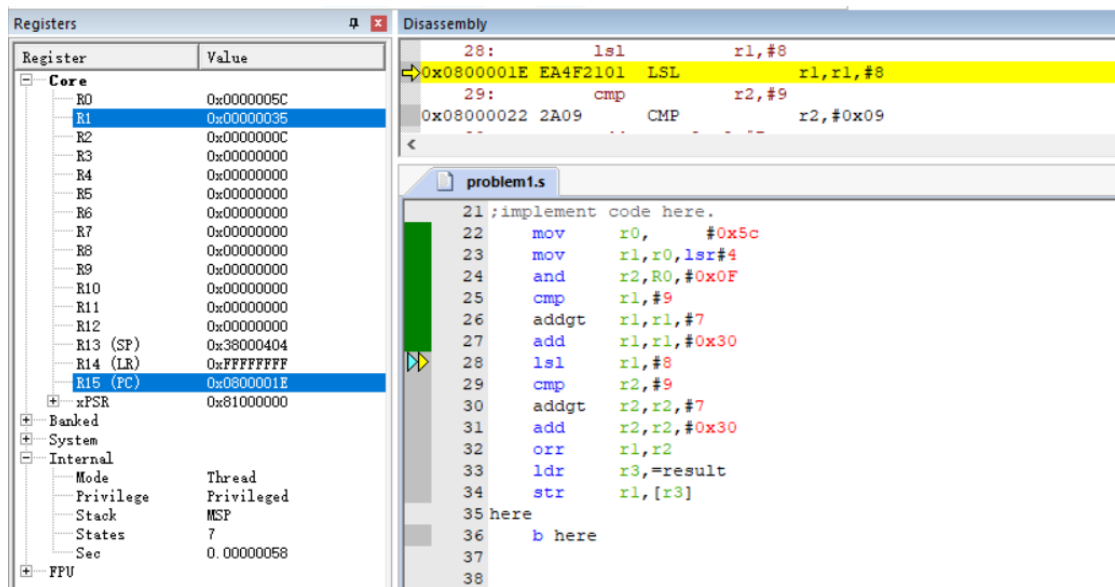 Registers
Register Value
Core
R0 0x0000005C
R1 0x00000035
R2 0x0000000C
R3 0x00000000
R4 0x00000000
R5 0x00000000
R6 0x00000000
R7 0x00000000
R8 0x00000000
R9 0x00000000
R10 0x00000000
R11 0x00000000
R12 0x00000000
R13 (SP) 0x38000404
R14 (LR) 0xFFFFFFFF
R15 (PC) 0x0800001E
xPSR 0x81000000
Banked
System
Internal
Mode Thread
Privilege Privileged
Stack MSP
States 7
Sec 0.00000058
FPU
Disassembly
28: lsl r1,#8
0x0800001E EA4F2101 LSL r1,r1,#8
29: cmp r2,#9
0x08000022 2A09 CMP r2,#0x09
problem1.s
21 ;implement code here.
22 mov r0, #0x5c
23 mov r1,r0,lsr#4
24 and r2,R0,#0x0F
25 cmp r1,#9
26 addgt r1,r1,#7
27 add r1,r1,#0x30
28 lsl r1,#8
29 cmp r2,#9
30 addgt r2,r2,#7
31 add r2,r2,#0x30
32 orr r1,r2
33 ldr r3,=result
34 str r1,[r3]
35 here
36 b here
37
38